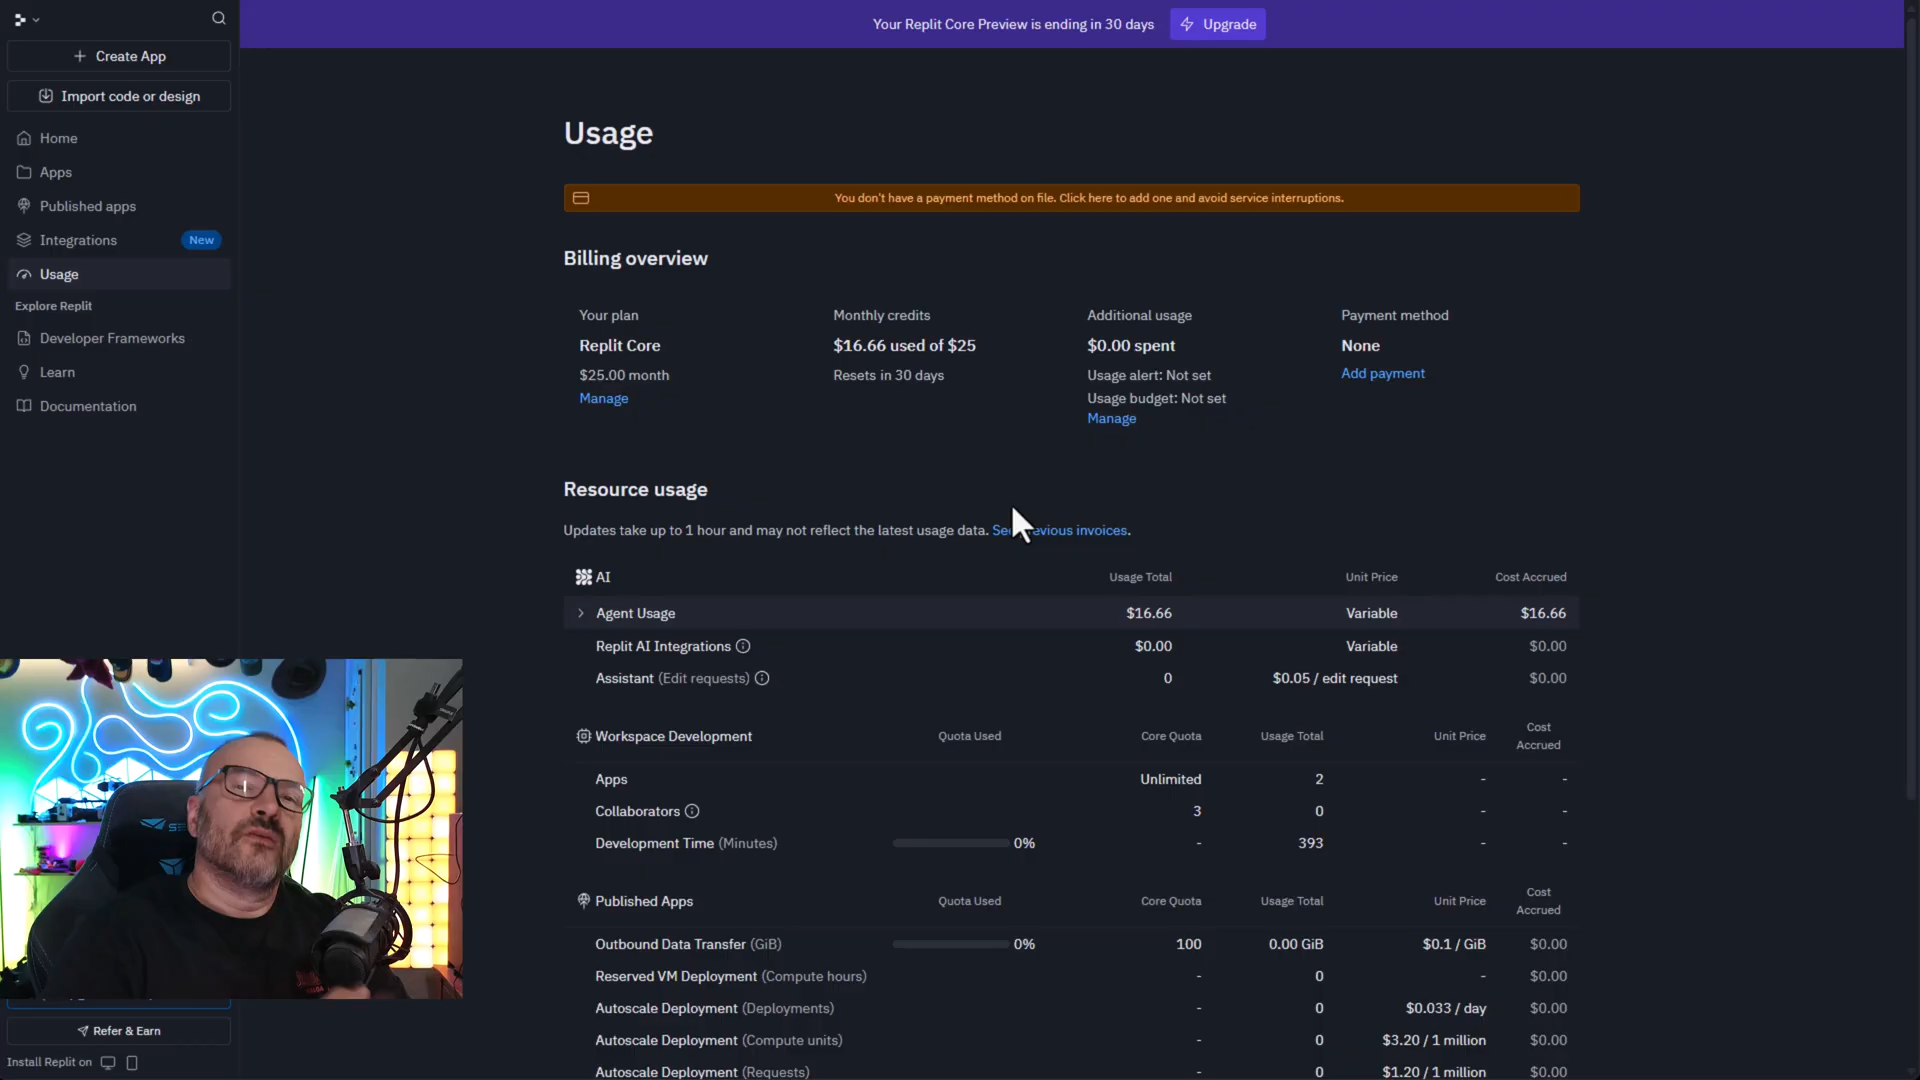 Your Replit Core Preview is ending in 30 days
Upgrade
Create App
Import code or design
Home
Apps
Published apps
Integrations New
Usage
Explore Replit
Developer Frameworks
Learn
Documentation
Refer & Earn
Install Replit on
Usage
You don't have a payment method on file. Click here to add one and avoid service interruptions.
Billing overview
Your plan
Replit Core
$25.00 month
Manage
Monthly credits
$16.66 used of $25
Resets in 30 days
Additional usage
$0.00 spent
Usage alert: Not set
Usage budget: Not set
Manage
Payment method
None
Add payment
Resource usage
Updates take up to 1 hour and may not reflect the latest usage data. invoices.
AI Usage Total Unit Price Cost Accrued
Agent Usage $16.66 Variable $16.66
Replit AI Integrations $0.00 Variable $0.00
Assistant (Edit requests) 0 $0.05 / edit request $0.00
Workspace Development Quota Used Core Quota Usage Total Unit Price Cost Accrued
Apps Unlimited 2 - -
Collaborators 3 0 - -
Development Time (Minutes) 0% - 393 - -
Published Apps Quota Used Core Quota Usage Total Unit Price Cost Accrued
Outbound Data Transfer (GiB) 0% 100 0.00 GiB $0.1 / GiB $0.00
Reserved VM Deployment (Compute hours) - 0 - $0.00
Autoscale Deployment (Deployments) - 0 $0.033 / day $0.00
Autoscale Deployment (Compute units) - 0 $3.20 / 1 million $0.00
Autoscale Deployment (Requests) - 0 $1.20 / 1 million $0.00